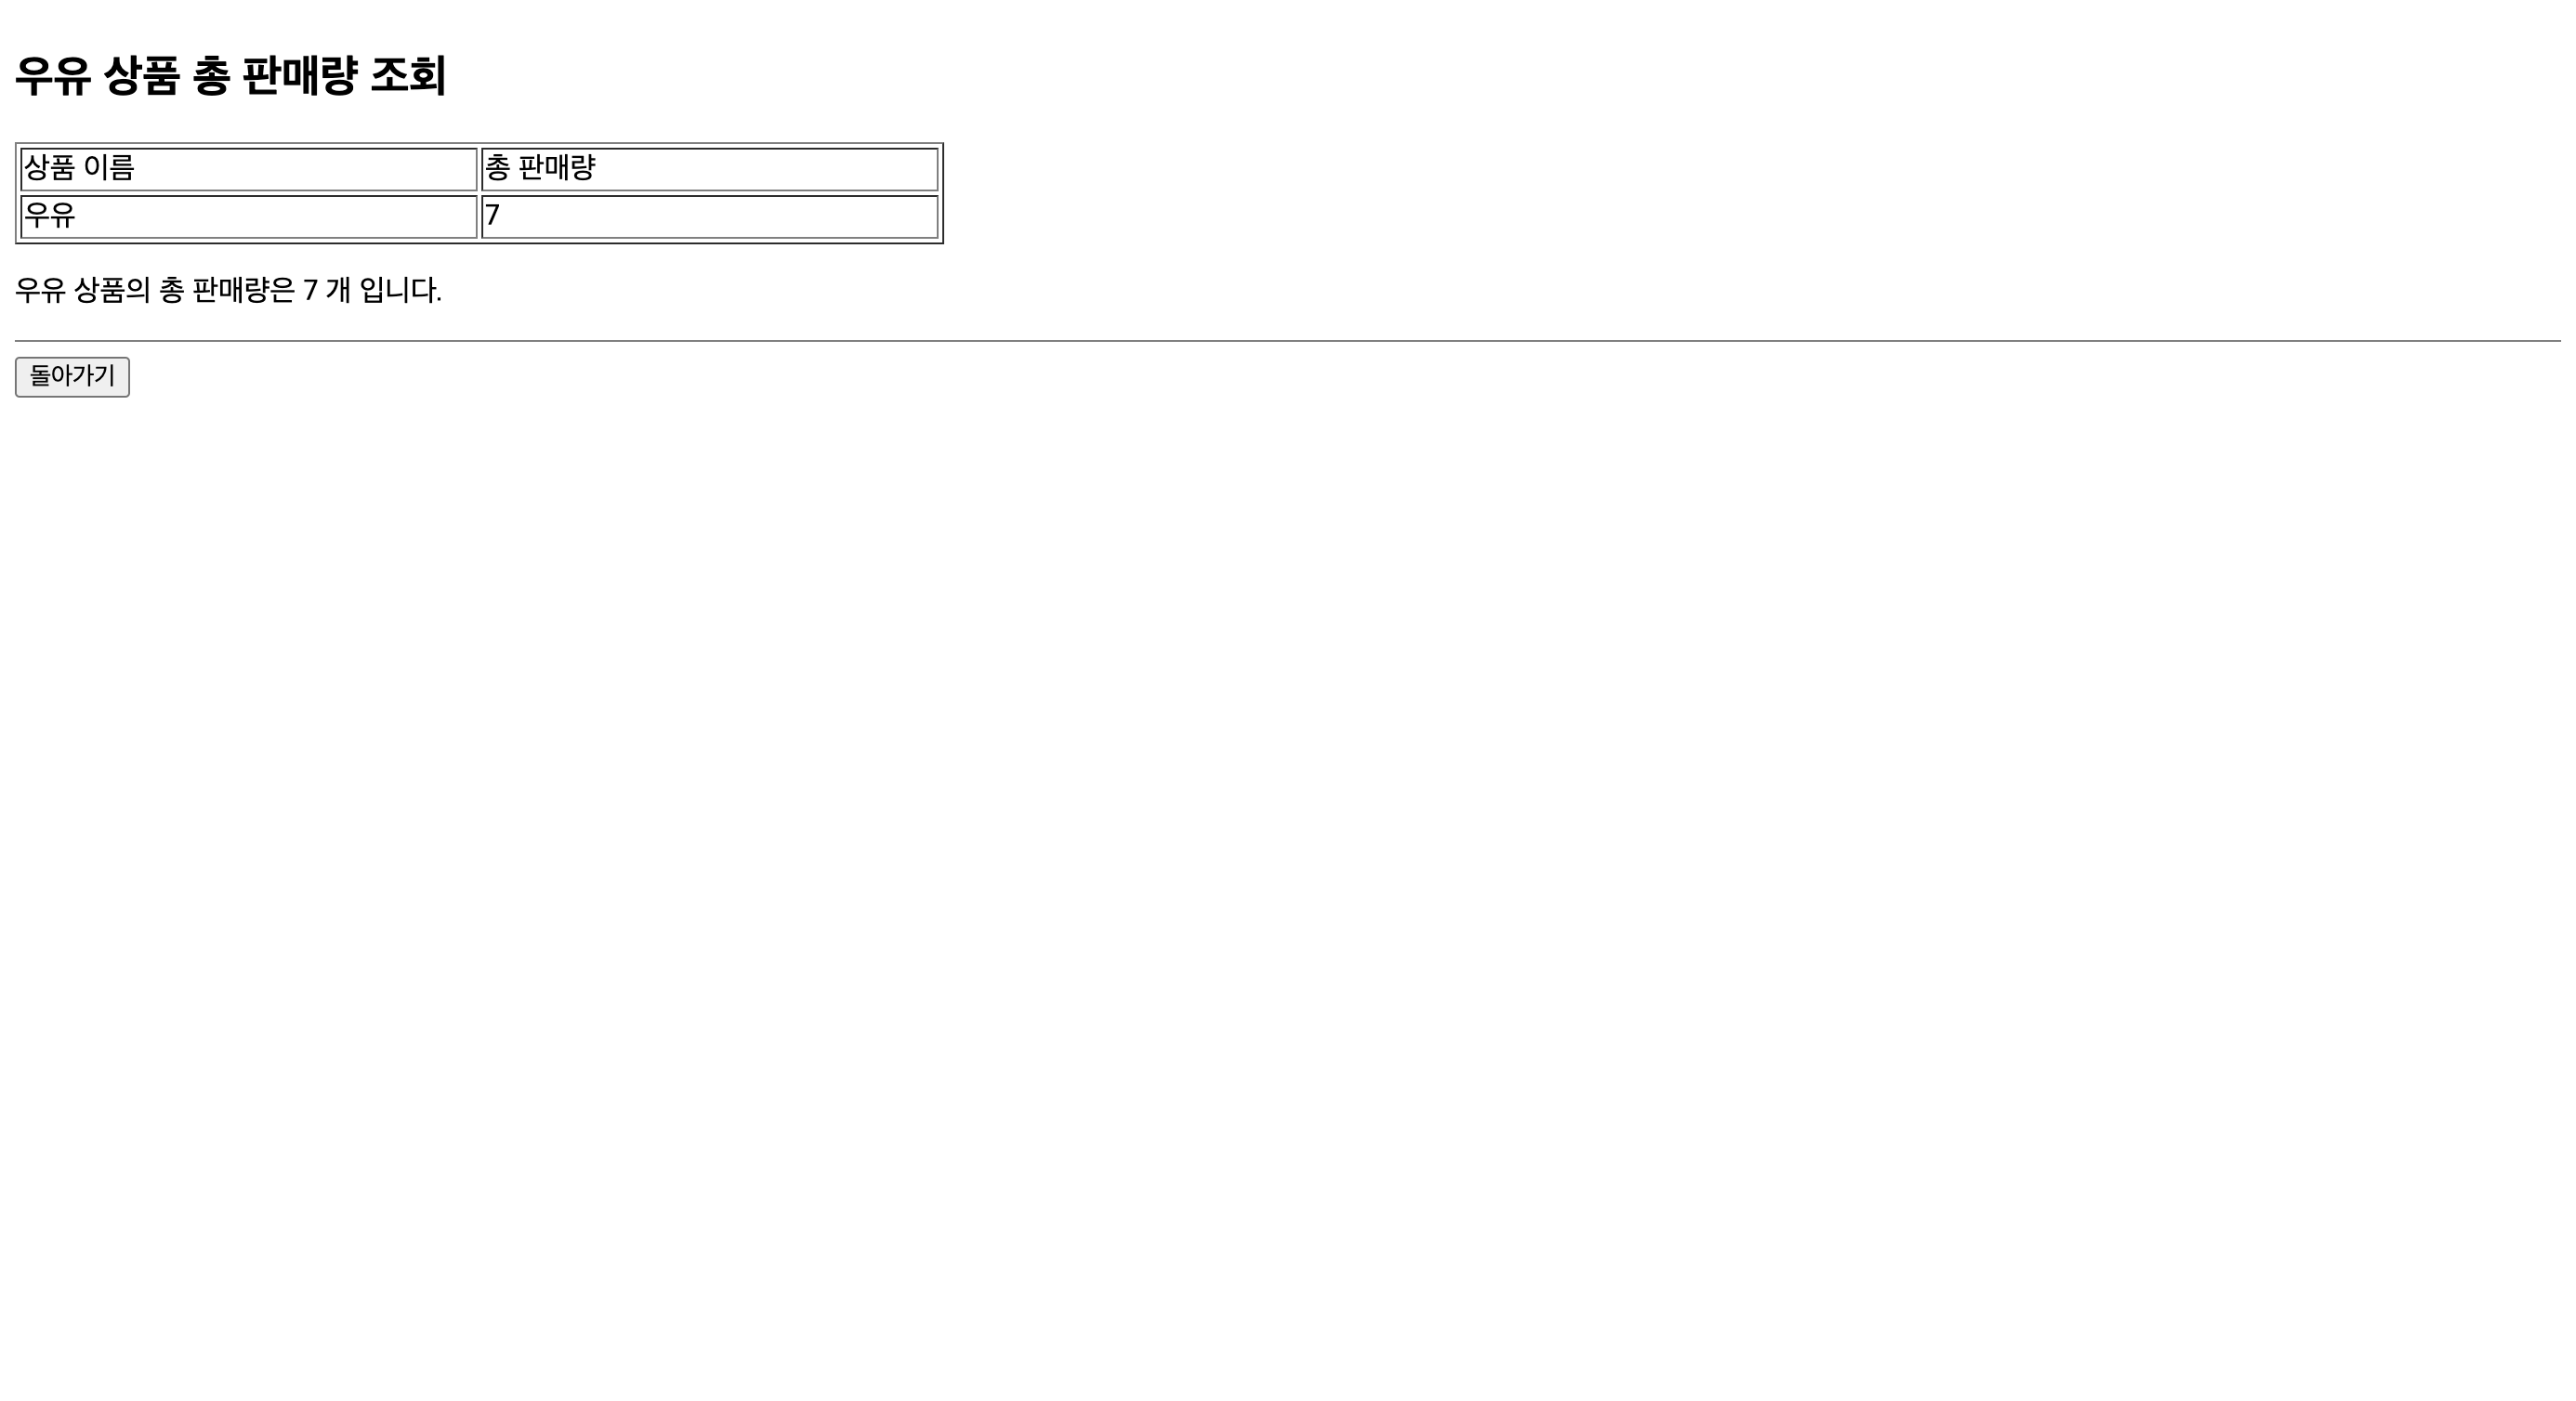 우유 상품 총 판매량 조회
상품 이름 총 판매량
우유 7
우유 상품의 총 판매량은 7 개 입니다.
돌아가기